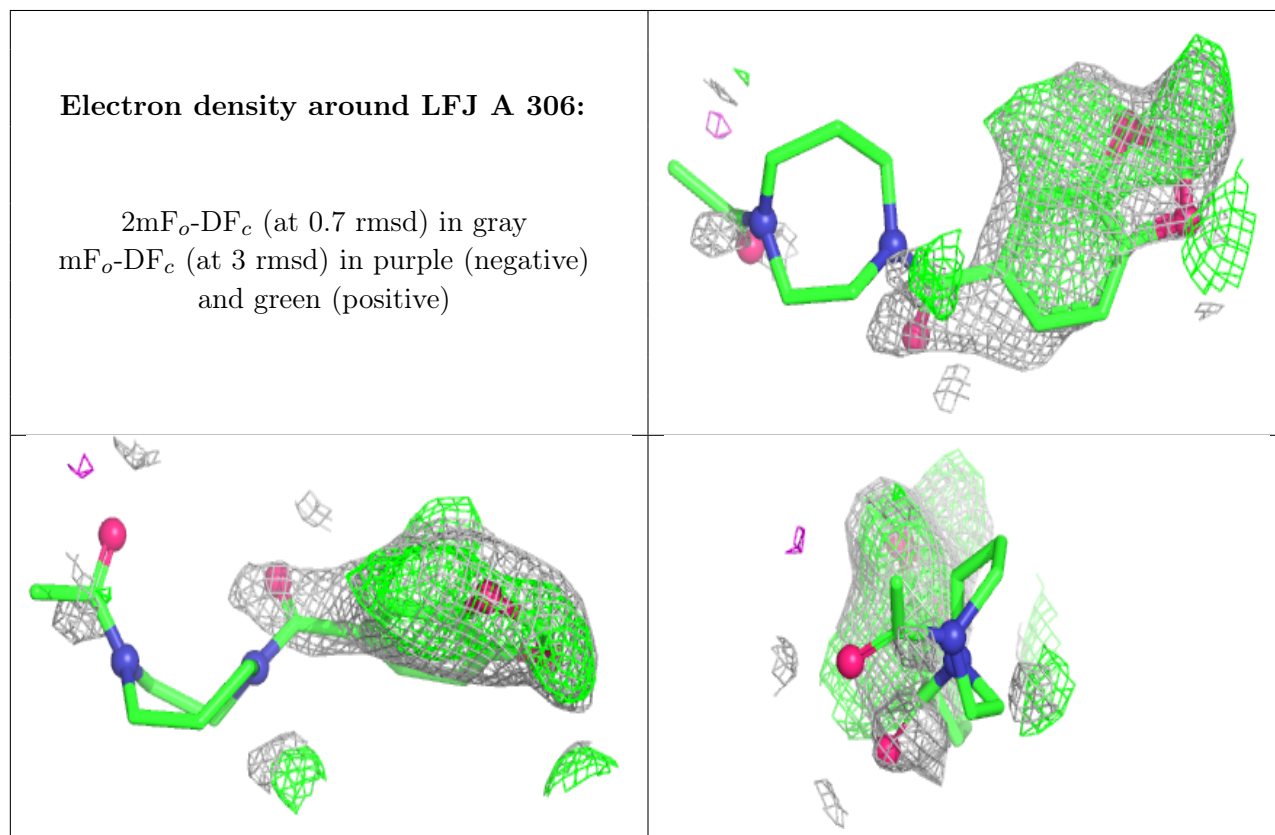 Electron density around LFJ A 306:
2mFo-DFc (at 0.7 rmsd) in gray
mFo-DFc (at 3 rmsd) in purple (negative)
and green (positive)